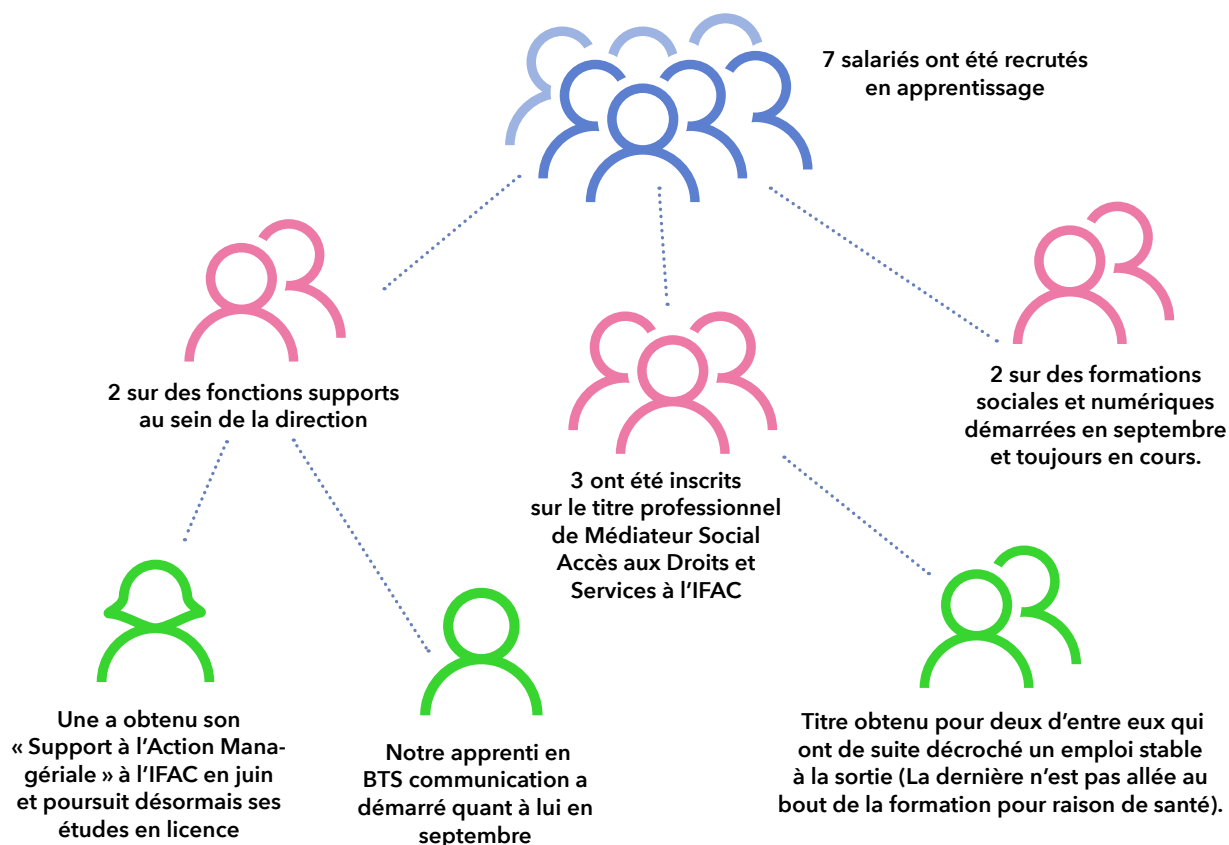 7 salariés ont été recrutés
en apprentissage
2 sur des fonctions supports
au sein de la direction
3 ont été inscrits
sur le titre professionnel
de Médiateur Social
Accès aux Droits et
Services à l’IFAC
2 sur des formations
sociales et numériques
démarrées en septembre
et toujours en cours.
Une a obtenu son
« Support à l’Action Mana-
gériale » à l’IFAC en juin
et poursuit désormais ses
études en licence
Notre apprenti en
BTS communication a
démarré quant à lui en
septembre
Titre obtenu pour deux d’entre eux qui
ont de suite décroché un emploi stable
à la sortie (La dernière n’est pas allée au
bout de la formation pour raison de santé).